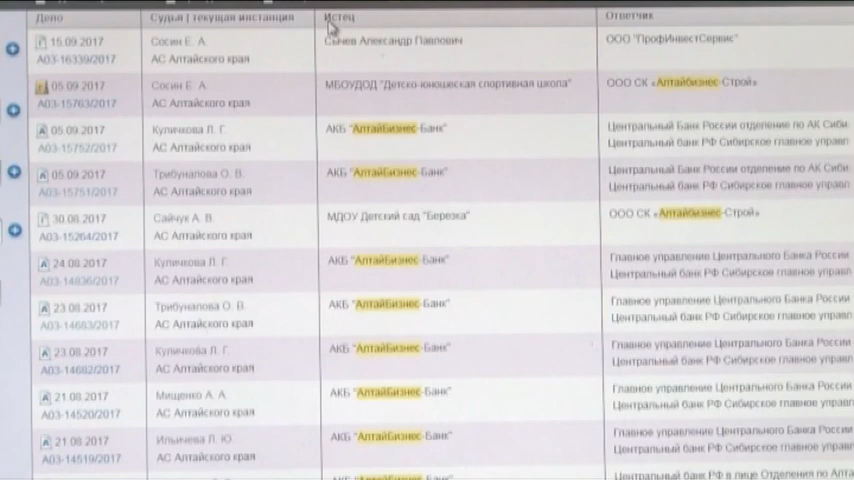 Дело Судья | текущая инстанция Истец Ответчик
15.09.2017 Сосин Е. А. Сычев Александр Павлович ООО "ПрофИнвестСервис"
А03-16339/2017 АС Алтайского края
05.09.2017 Сосин Е. А. МБОУДОД "Детско-юношеская спортивная школа" ООО СК «Алтайбизнес-Строй»
А03-15763/2017 АС Алтайского края
05.09.2017 Куличкова Л. Г. АКБ "АлтайБизнес-Банк" Центральный Банк России отделение по АК Сиби
А03-15752/2017 АС Алтайского края Центральный банк РФ Сибирское главное управл
05.09.2017 Трибуналова О. В. АКБ "АлтайБизнес-Банк" Центральный Банк России отделение по АК Сиби
А03-15751/2017 АС Алтайского края Центральный банк РФ Сибирское главное управл
30.08.2017 Сайчук А. В. МДОУ Детский сад "Березка" ООО СК «Алтайбизнес-Строй»
А03-15264/2017 АС Алтайского края
24.08.2017 Куличкова Л. Г. АКБ "АлтайБизнес-Банк" Главное управление Центрального Банка России
А03-14836/2017 АС Алтайского края Центральный банк РФ Сибирское главное управл
23.08.2017 Трибуналова О. В. АКБ "АлтайБизнес-Банк" Главное управление Центрального Банка России
А03-14683/2017 АС Алтайского края Центральный банк РФ Сибирское главное управл
23.08.2017 Куличкова Л. Г. АКБ "АлтайБизнес-Банк" Главное управление Центрального Банка России
А03-14682/2017 АС Алтайского края Центральный банк РФ Сибирское главное управл
21.08.2017 Мищенко А. А. АКБ "АлтайБизнес-Банк" Главное управление Центрального Банка России
А03-14520/2017 АС Алтайского края Центральный банк РФ Сибирское главное управл
21.08.2017 Ильичева Л. Ю. АКБ "АлтайБизнес-Банк" Главное управление Центрального Банка России
А03-14519/2017 АС Алтайского края Центральный банк РФ Сибирское главное управл
АКБ "АлтайБизнес-Банк" Центральный банк РФ в лице Отделения по Алта